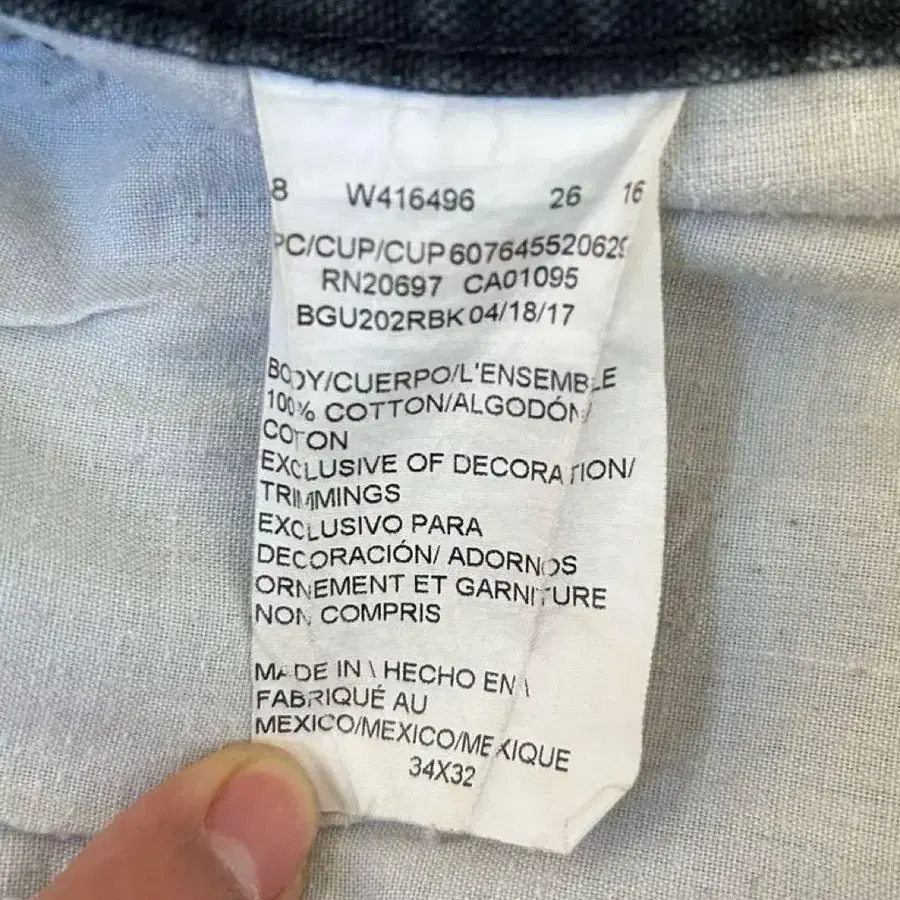 8 W416496 26 16
PC/CUP/CUP 607645520629
RN20697 CA01095
BGU202RBK 04/18/17
BODY/CUERPO/L'ENSEMBLE
100% COTTON/ALGODÓN/
COTON
EXCLUSIVE OF DECORATION/
TRIMMINGS
EXCLUSIVO PARA
DECORACIÓN/ ADORNOS
ORNEMENT ET GARNITURE
NON COMPRIS
MADE IN \ HECHO EN \
FABRIQUÉ AU
MEXICO/MEXICO/MEXIQUE
34X32